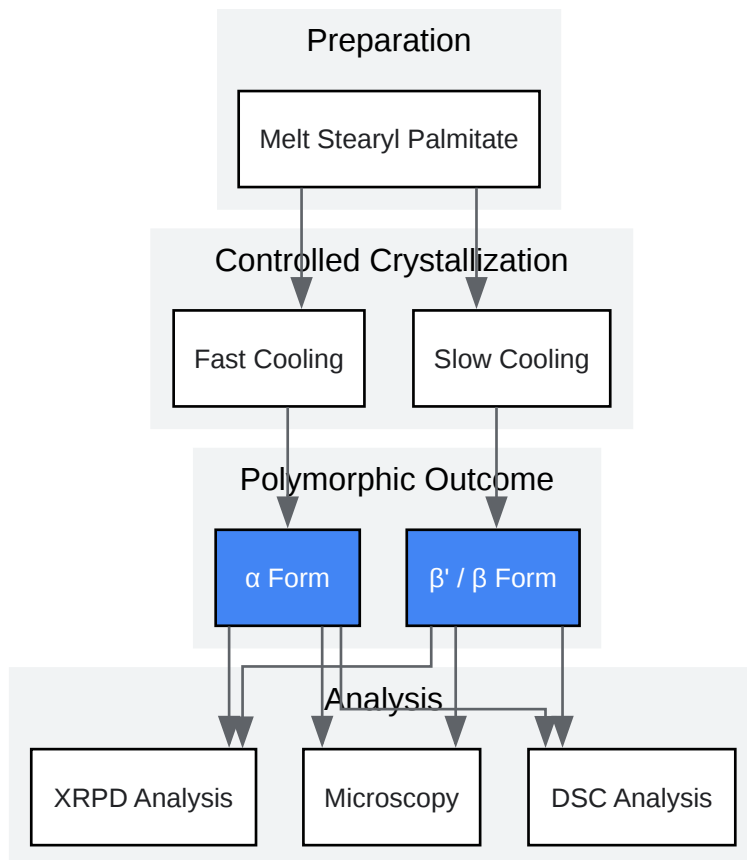 Preparation
Melt Stearyl Palmitate
Controlled Crystallization
Fast Cooling
Slow Cooling
Polymorphic Outcome
α Form
β' / β Form
Analysis
XRPD Analysis
Microscopy
DSC Analysis